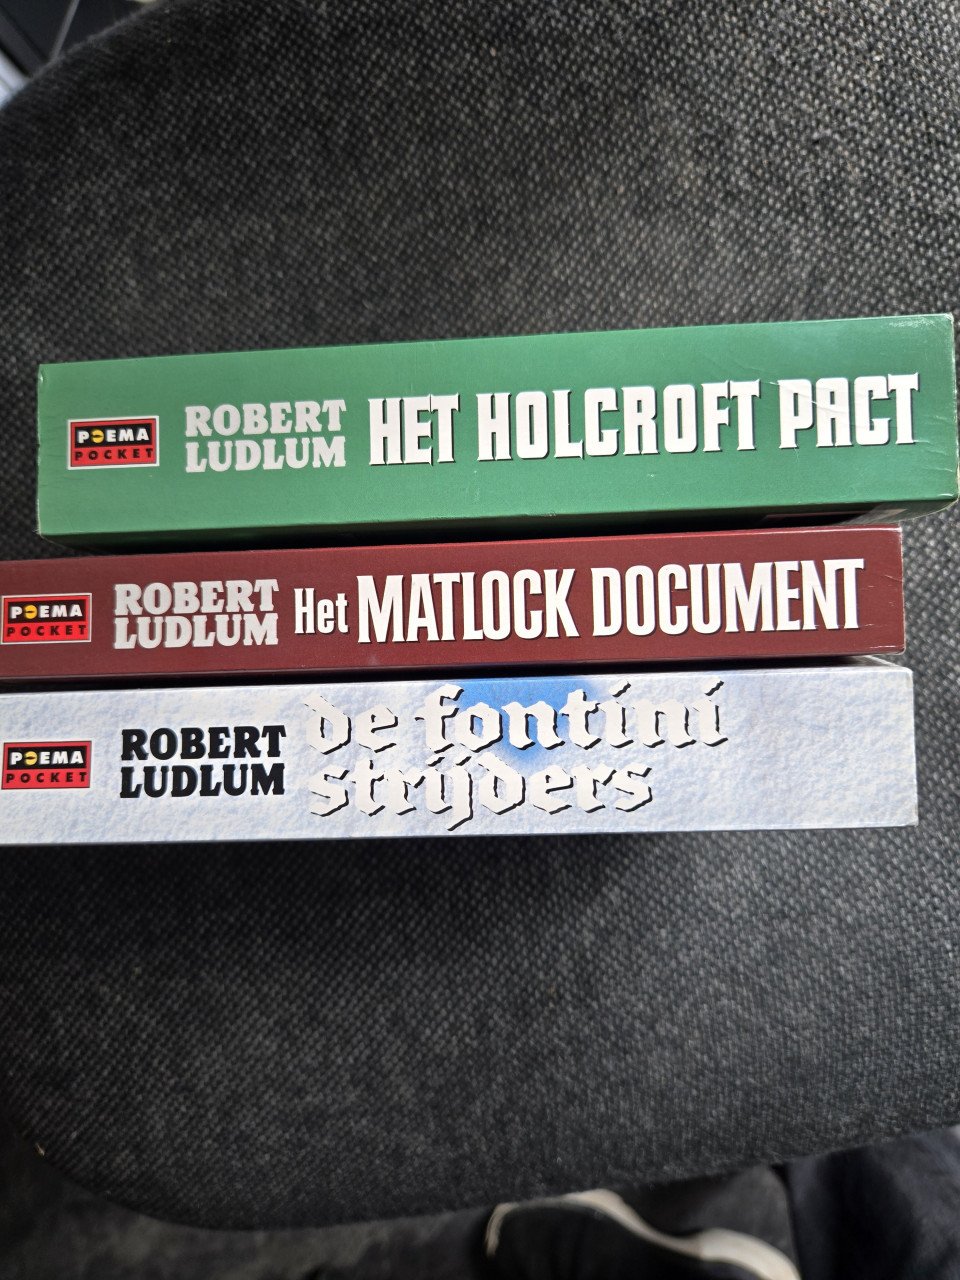 POEMA
POCKET
ROBERT
LUDLUM
HET HOLCROFT PACT
POEMA
POCKET
ROBERT
LUDLUM
Het MATLOCK DOCUMENT
POEMA
POCKET
ROBERT
LUDLUM
de fontini
strijders